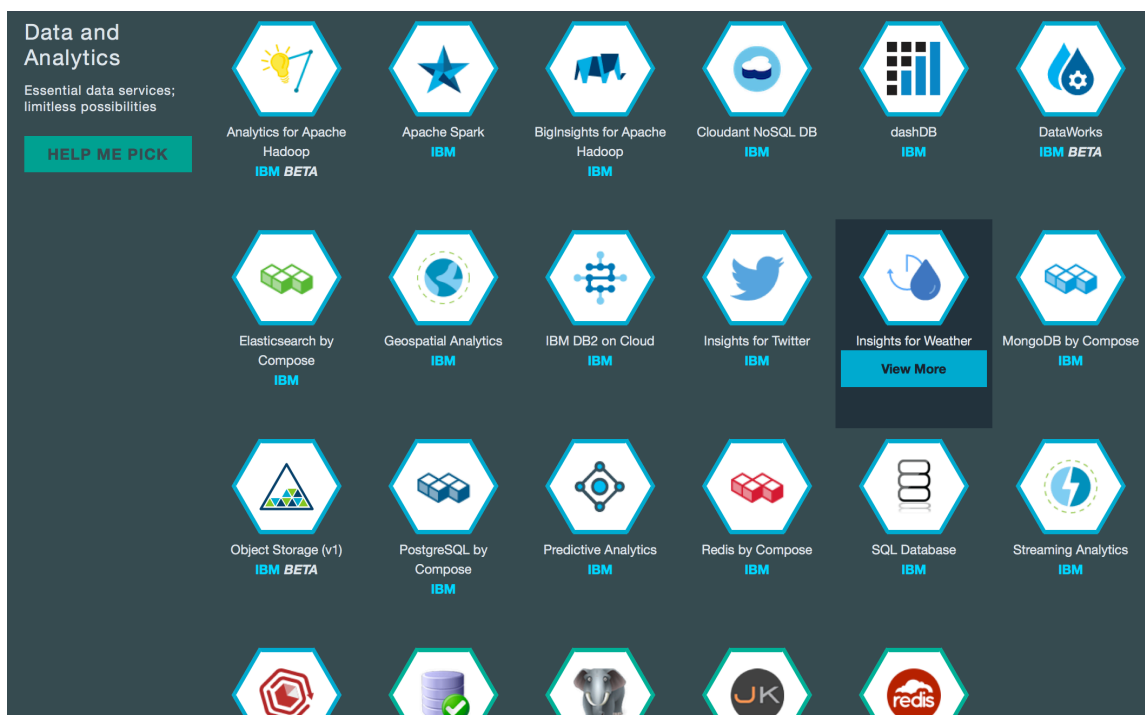 Data and
Analytics
Essential data services;
limitless possibilities
HELP ME PICK
Analytics for Apache
Hadoop
IBM BETA
Apache Spark
IBM
BigInsights for Apache
Hadoop
IBM
Cloudant NoSQL DB
IBM
dashDB
IBM
DataWorks
IBM BETA
Elasticsearch by
Compose
IBM
Geospatial Analytics
IBM
IBM DB2 on Cloud
IBM
Insights for Twitter
IBM
Insights for Weather
View More
MongoDB by Compose
IBM
Object Storage (v1)
IBM BETA
PostgreSQL by
Compose
IBM
Predictive Analytics
IBM
Redis by Compose
IBM
SQL Database
IBM
Streaming Analytics
IBM
JK
redis